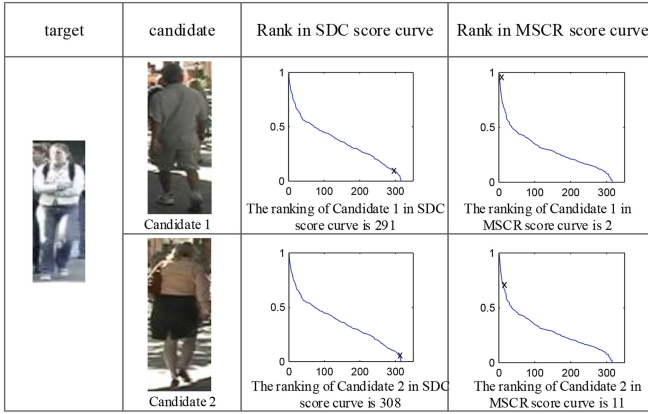 target
candidate
Rank in SDC score curve
Rank in MSCR score curve
1
0.5
0
0
100
200
300
1
0.5
0
0
100
200
300
Candidate 1
The ranking of Candidate 1 in SDC
score curve is 291
The ranking of Candidate 1 in
MSCR score curve is 2
1
0.5
0
0
100
200
300
1
0.5
0
0
100
200
300
Candidate 2
The ranking of Candidate 2 in SDC
score curve is 308
The ranking of Candidate 2 in
MSCR score curve is 11